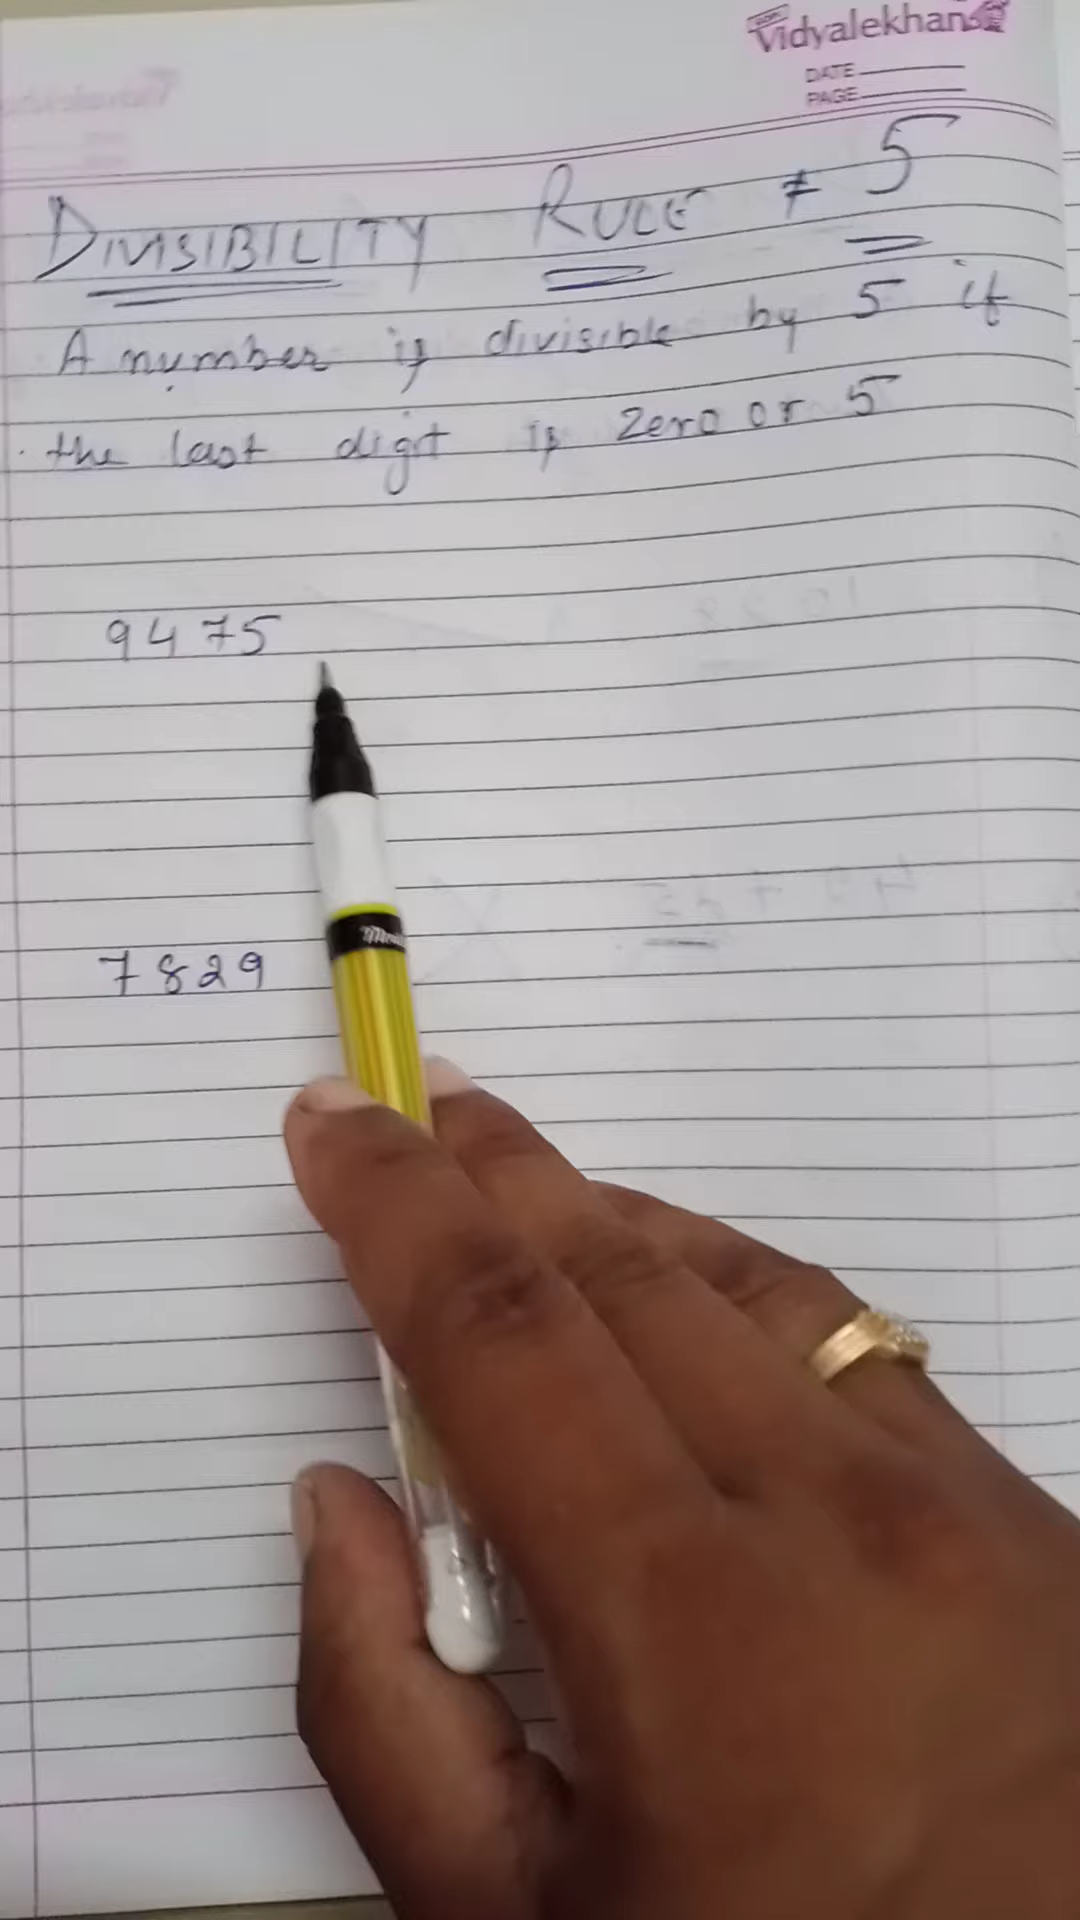 Vidyalekhan
DATE
PAGE
DIVISIBILITY RULE 7 5
A number is divisible by 5 if
the last digit is Zero or 5
9475
7829